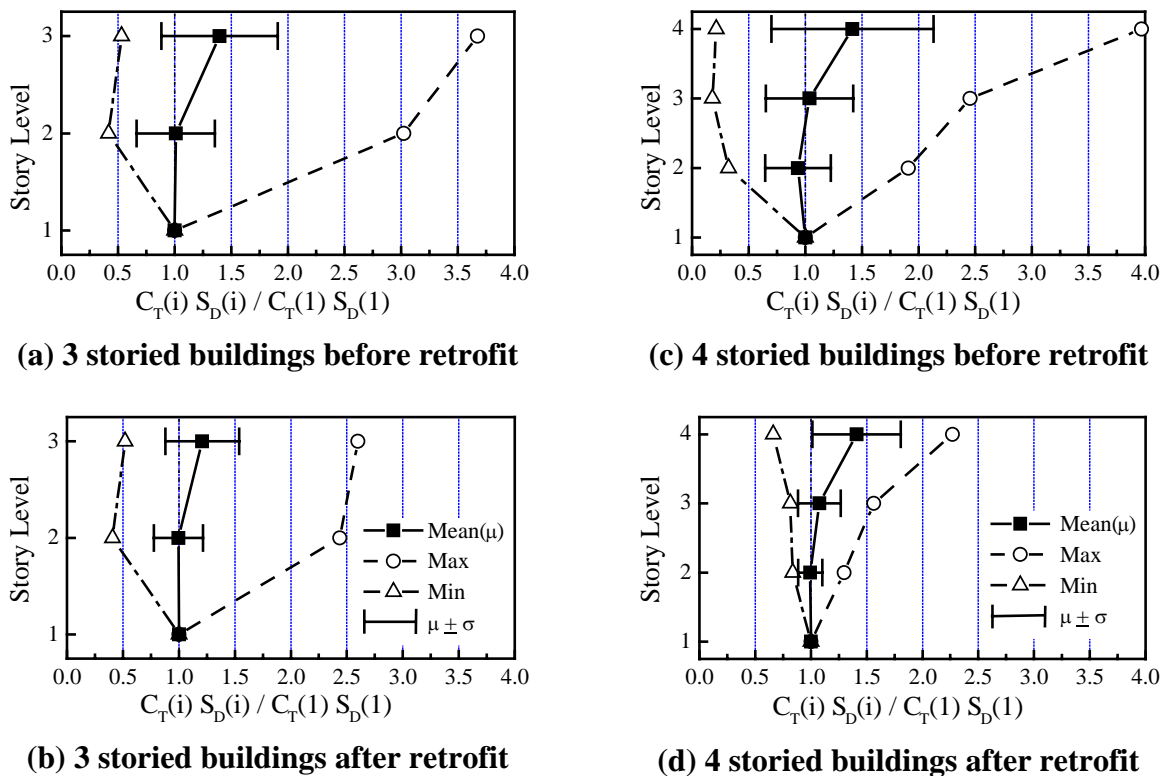 3
2
1
Story Level
0.0 0.5 1.0 1.5 2.0 2.5 3.0 3.5 4.0
C_T(i) S_D(i) / C_T(1) S_D(1)
(a) 3 storied buildings before retrofit
4
3
2
1
Story Level
0.0 0.5 1.0 1.5 2.0 2.5 3.0 3.5 4.0
C_T(i) S_D(i) / C_T(1) S_D(1)
(c) 4 storied buildings before retrofit
3
2
1
Story Level
Mean(μ)
Max
Min
μ ± σ
0.0 0.5 1.0 1.5 2.0 2.5 3.0 3.5 4.0
C_T(i) S_D(i) / C_T(1) S_D(1)
(b) 3 storied buildings after retrofit
4
3
2
1
Story Level
Mean(μ)
Max
Min
μ ± σ
0.0 0.5 1.0 1.5 2.0 2.5 3.0 3.5 4.0
C_T(i) S_D(i) / C_T(1) S_D(1)
(d) 4 storied buildings after retrofit